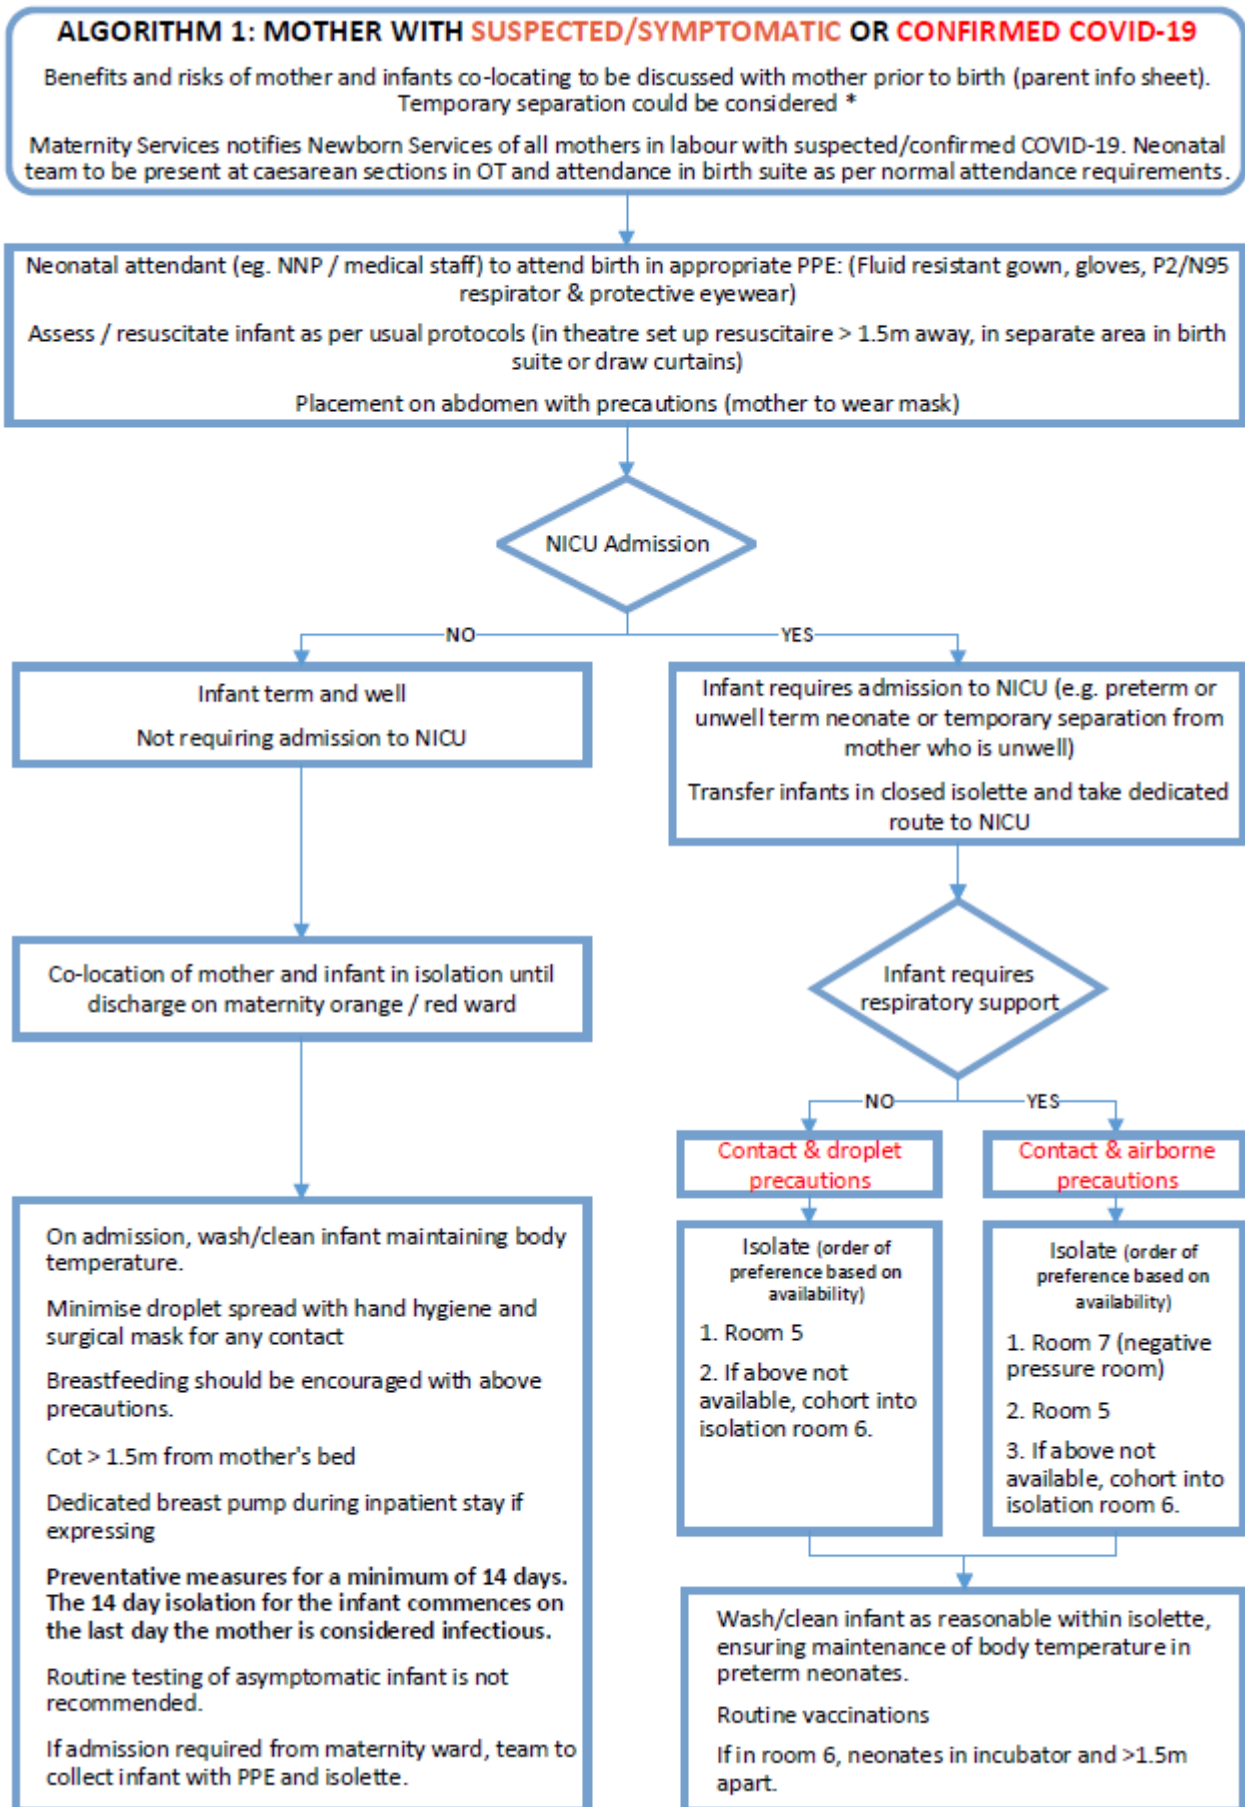 ALGORITHM 1: MOTHER WITH SUSPECTED/SYMPTOMATIC OR CONFIRMED COVID-19
Benefits and risks of mother and infants co-locating to be discussed with mother prior to birth (parent info sheet).
Temporary separation could be considered *
Maternity Services notifies Newborn Services of all mothers in labour with suspected/confirmed COVID-19. Neonatal
team to be present at caesarean sections in OT and attendance in birth suite as per normal attendance requirements.
Neonatal attendant (eg. NNP / medical staff) to attend birth in appropriate PPE: (Fluid resistant gown, gloves, P2/N95
respirator & protective eyewear)
Assess / resuscitate infant as per usual protocols (in theatre set up resuscitaire > 1.5m away, in separate area in birth
suite or draw curtains)
Placement on abdomen with precautions (mother to wear mask)
NICU Admission
NO
YES
Infant term and well
Not requiring admission to NICU
Infant requires admission to NICU (e.g. preterm or
unwell term neonate or temporary separation from
mother who is unwell)
Transfer infants in closed isolette and take dedicated
route to NICU
Co-location of mother and infant in isolation until
discharge on maternity orange / red ward
Infant requires
respiratory support
NO
YES
Contact & droplet
precautions
Contact & airborne
precautions
On admission, wash/clean infant maintaining body
temperature.
Minimise droplet spread with hand hygiene and
surgical mask for any contact
Breastfeeding should be encouraged with above
precautions.
Cot > 1.5m from mother's bed
Dedicated breast pump during inpatient stay if
expressing
Preventative measures for a minimum of 14 days.
The 14 day isolation for the infant commences on
the last day the mother is considered infectious.
Routine testing of asymptomatic infant is not
recommended.
If admission required from maternity ward, team to
collect infant with PPE and isolette.
Isolate (order of
preference based on
availability)
1. Room 5
2. If above not
available, cohort into
isolation room 6.
Isolate (order of
preference based on
availability)
1. Room 7 (negative
pressure room)
2. Room 5
3. If above not
available, cohort into
isolation room 6.
Wash/clean infant as reasonable within isolette,
ensuring maintenance of body temperature in
preterm neonates.
Routine vaccinations
If in room 6, neonates in incubator and >1.5m
apart.